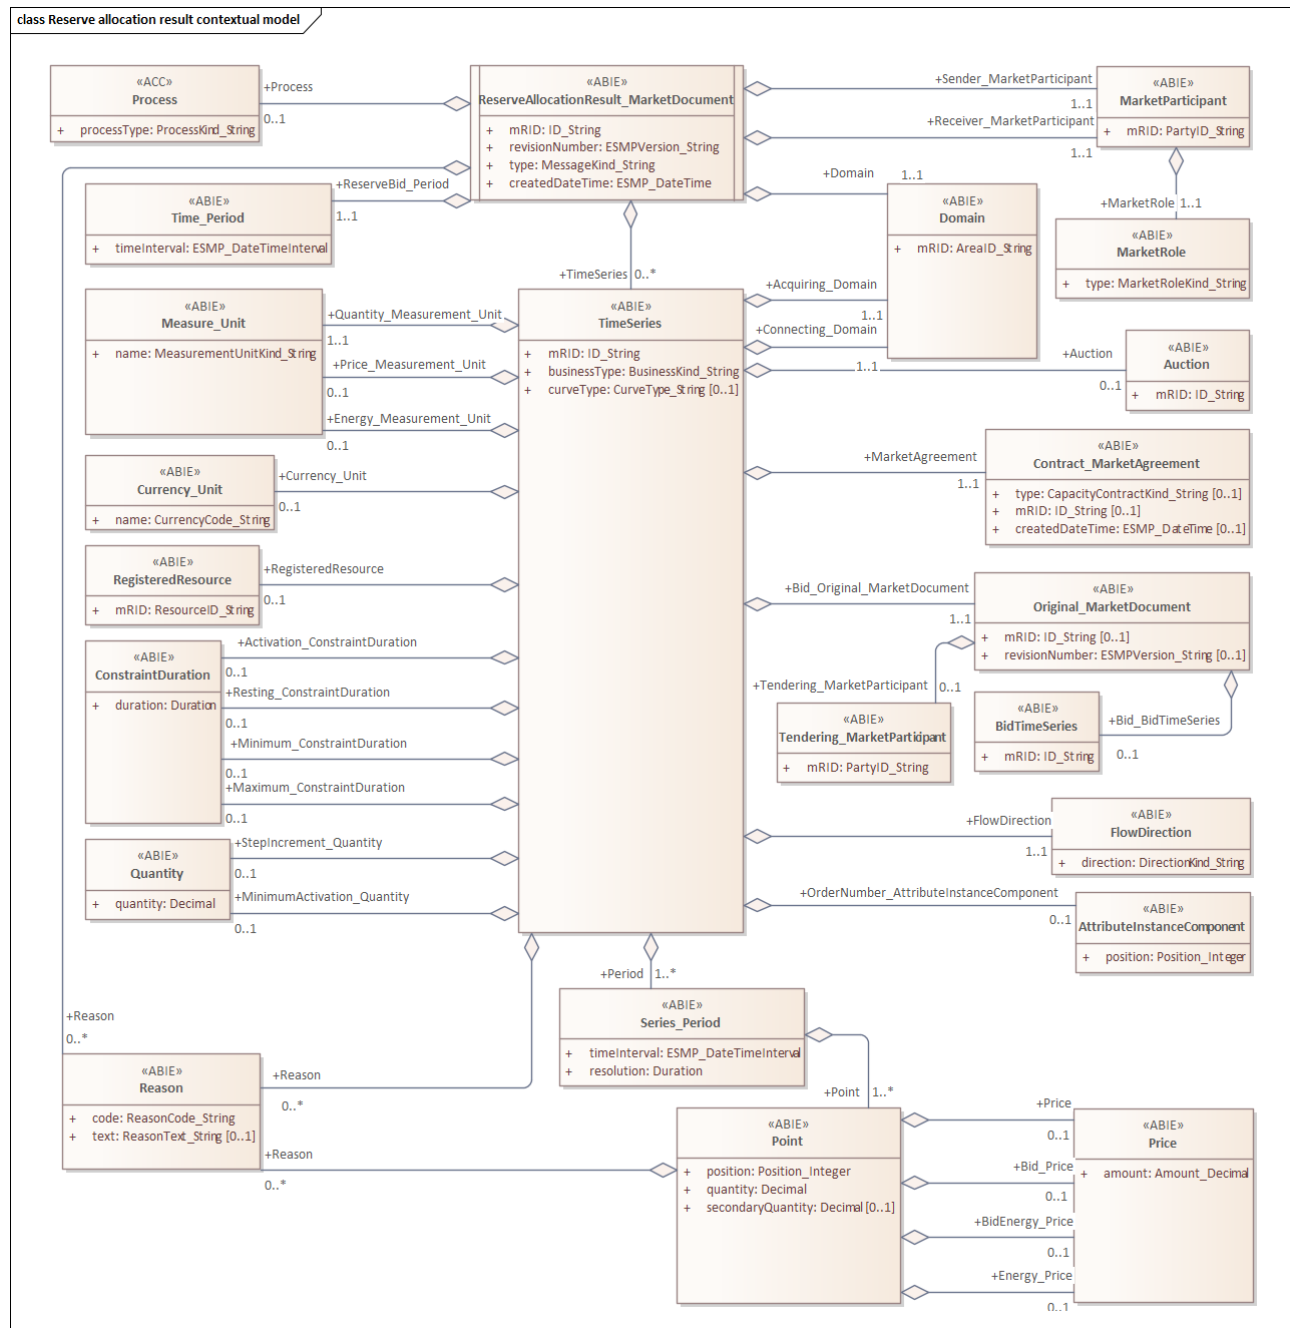 class Reserve allocation result contextual model
«ACC»
Process
+ processType: ProcessKind_String
+Process
0..1
«ABIE»
ReserveAllocationResult_MarketDocument
+ mRID: ID_String
+ revisionNumber: ESMPVersion_String
+ type: MessageKind_String
+ createdDateTime: ESMP_DateTime
+Sender_MarketParticipant
1..1
+Receiver_MarketParticipant
1..1
«ABIE»
MarketParticipant
+ mRID: PartyID_String
+MarketRole 1..1
«ABIE»
MarketRole
+ type: MarketRoleKind_String
+ReserveBid_Period
1..1
«ABIE»
Time_Period
+ timeInterval: ESMP_DateTimeInterval
+Domain
1..1
«ABIE»
Domain
+ mRID: AreaID_String
+TimeSeries 0..*
+Acquiring_Domain
1..1
+Connecting_Domain
1..1
«ABIE»
Measure_Unit
+ name: MeasurementUnitKind_String
+Quantity_Measurement_Unit
1..1
+Price_Measurement_Unit
0..1
+Energy_Measurement_Unit
0..1
«ABIE»
TimeSeries
+ mRID: ID_String
+ businessType: BusinessKind_String
+ curveType: CurveType_String [0..1]
+Auction
0..1
«ABIE»
Auction
+ mRID: ID_String
«ABIE»
Currency_Unit
+ name: CurrencyCode_String
+Currency_Unit
0..1
+MarketAgreement
1..1
«ABIE»
Contract_MarketAgreement
+ type: CapacityContractKind_String [0..1]
+ mRID: ID_String [0..1]
+ createdDateTime: ESMP_DateTime [0..1]
«ABIE»
RegisteredResource
+ mRID: ResourceID_String
+RegisteredResource
0..1
+Bid_Original_MarketDocument
1..1
«ABIE»
Original_MarketDocument
+ mRID: ID_String [0..1]
+ revisionNumber: ESMPVersion_String [0..1]
«ABIE»
ConstraintDuration
+ duration: Duration
+Activation_ConstraintDuration
0..1
+Resting_ConstraintDuration
0..1
+Minimum_ConstraintDuration
0..1
+Maximum_ConstraintDuration
0..1
+Tendering_MarketParticipant
0..1
«ABIE»
Tendering_MarketParticipant
+ mRID: PartyID_String
«ABIE»
BidTimeSeries
+ mRID: ID_String
+Bid_BidTimeSeries
0..1
«ABIE»
Quantity
+ quantity: Decimal
+StepIncrement_Quantity
0..1
+MinimumActivation_Quantity
0..1
+FlowDirection
1..1
«ABIE»
FlowDirection
+ direction: DirectionKind_String
+OrderNumber_AttributeInstanceComponent
0..1
«ABIE»
AttributeInstanceComponent
+ position: Position_Integer
+Period 1..*
«ABIE»
Series_Period
+ timeInterval: ESMP_DateTimeInterval
+ resolution: Duration
+Reason
0..*
«ABIE»
Reason
+ code: ReasonCode_String
+ text: ReasonText_String [0..1]
+Reason
0..*
+Reason
0..*
+Point 1..*
«ABIE»
Point
+ position: Position_Integer
+ quantity: Decimal
+ secondaryQuantity: Decimal [0..1]
+Price
0..1
+Bid_Price
0..1
+BidEnergy_Price
0..1
+Energy_Price
0..1
«ABIE»
Price
+ amount: Amount_Decimal